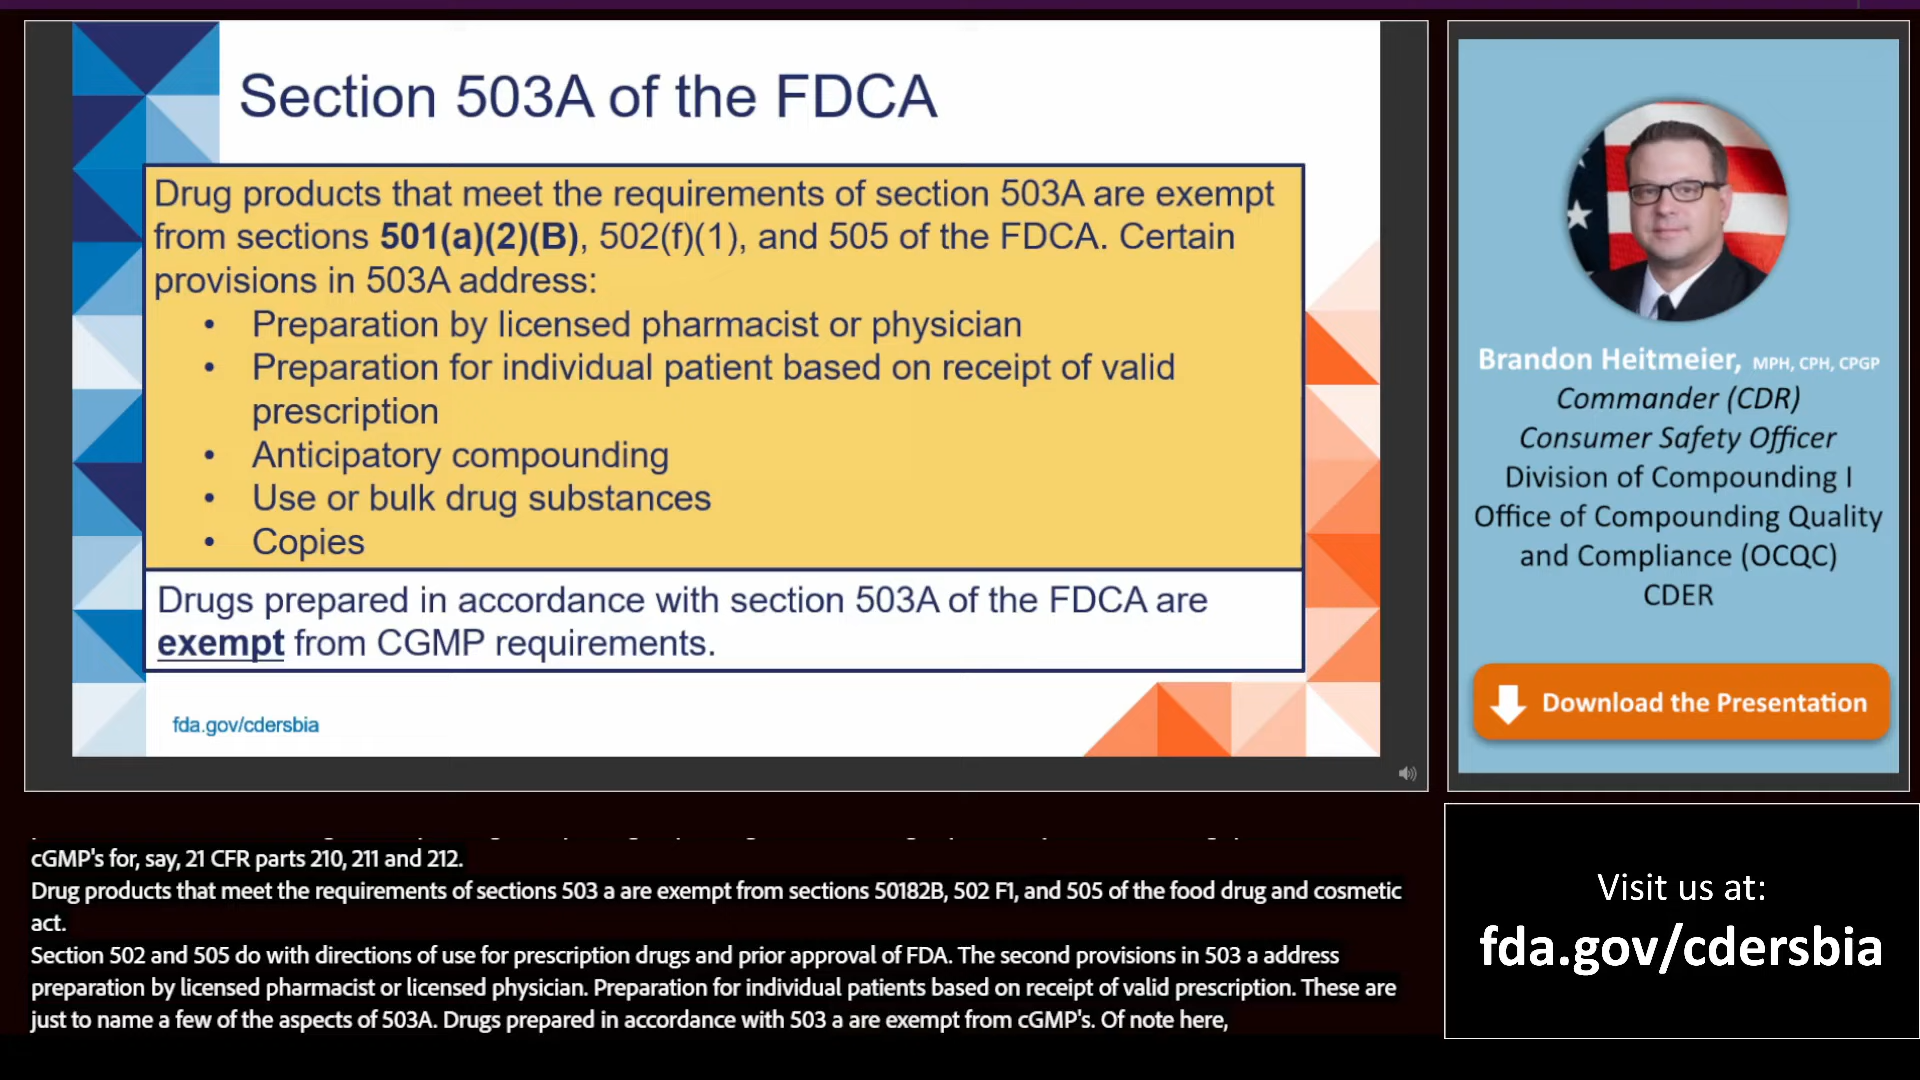 Section 503A of the FDCA
Drug products that meet the requirements of section 503A are exempt
from sections 501(a)(2)(B), 502(f)(1), and 505 of the FDCA. Certain
provisions in 503A address:
• Preparation by licensed pharmacist or physician
• Preparation for individual patient based on receipt of valid
prescription
• Anticipatory compounding
• Use or bulk drug substances
• Copies
Drugs prepared in accordance with section 503A of the FDCA are
exempt from CGMP requirements.
fda.gov/cdersbia
Brandon Heitmeier, MPH, CPH, CPGP
Commander (CDR)
Consumer Safety Officer
Division of Compounding I
Office of Compounding Quality
and Compliance (OCQC)
CDER
Download the Presentation
cGMP's for, say, 21 CFR parts 210, 211 and 212.
Drug products that meet the requirements of sections 503 a are exempt from sections 50182B, 502 F1, and 505 of the food drug and cosmetic
act.
Section 502 and 505 do with directions of use for prescription drugs and prior approval of FDA. The second provisions in 503 a address
preparation by licensed pharmacist or licensed physician. Preparation for individual patients based on receipt of valid prescription. These are
just to name a few of the aspects of 503A. Drugs prepared in accordance with 503 a are exempt from cGMP's. Of note here,
Visit us at:
fda.gov/cdersbia